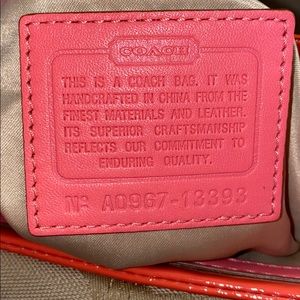 COACH
THIS IS A COACH BAG. IT WAS
HANDCRAFTED IN CHINA FROM THE
FINEST MATERIALS AND LEATHER.
ITS SUPERIOR CRAFTSMANSHIP
REFLECTS OUR COMMITMENT TO
ENDURING QUALITY.
Nº A0967-13393